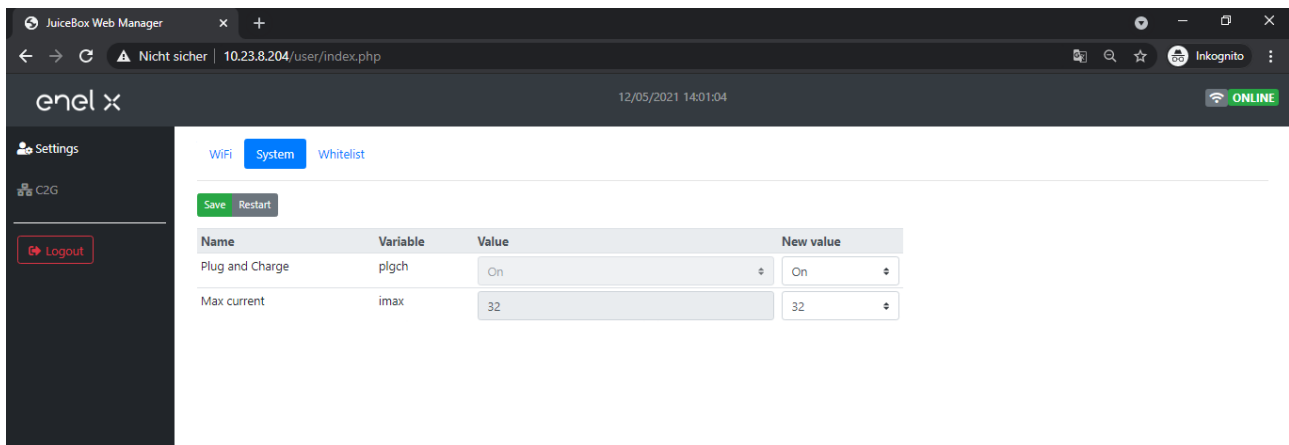 JuiceBox Web Manager
Nicht sicher | 10.23.8.204/user/index.php
Inkognito
enel x
12/05/2021 14:01:04
ONLINE
Settings
C2G
Logout
WiFi System Whitelist
Save Restart
Name Variable Value New value
Plug and Charge plgch On On
Max current imax 32 32